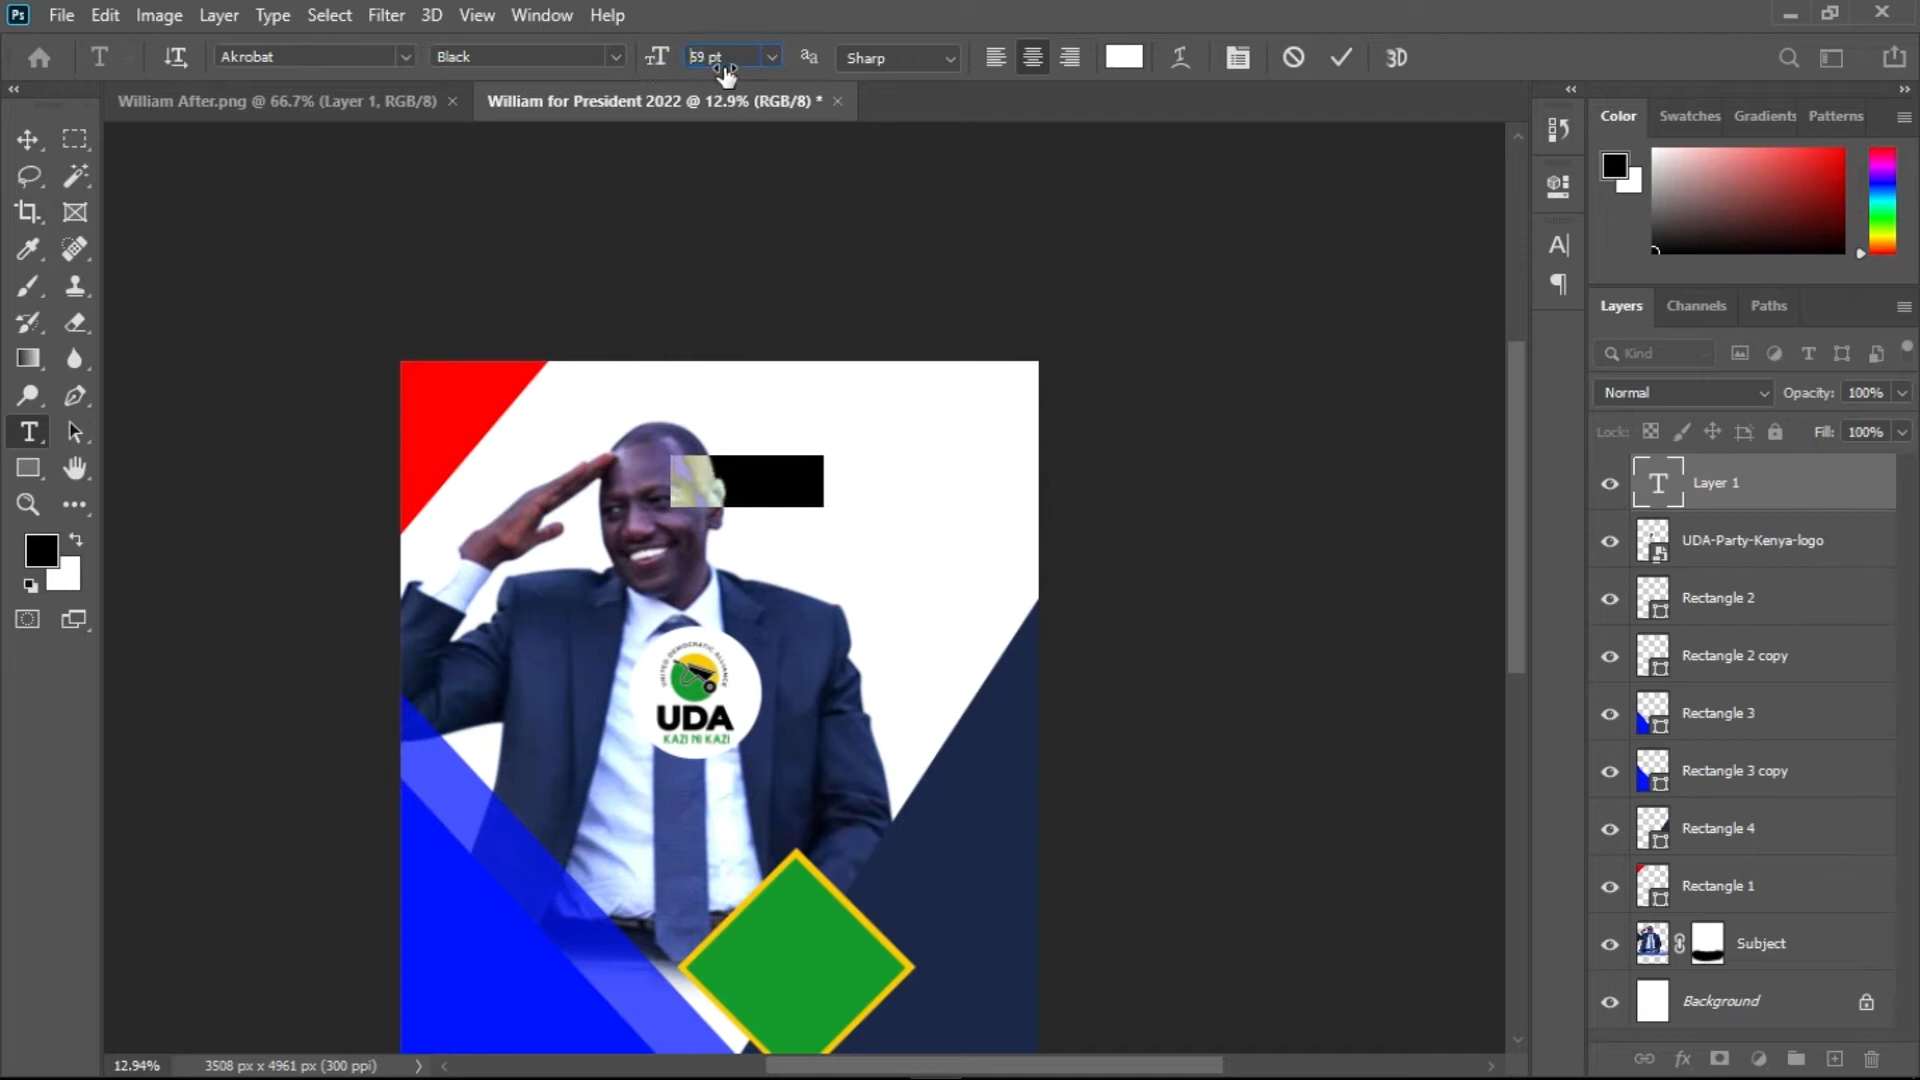 Ps File Edit Image Layer Type Select Filter 3D View Window Help
T Akrobat Black 59 pt Sharp 3D
William After.png @ 66.7% (Layer 1, RGB/8) William for President 2022 @ 12.9% (RGB/8) *
Color Swatches Gradients Patterns
Layers Channels Paths
Kind
Normal Opacity: 100%
Lock: Fill: 100%
Layer 1
UDA-Party-Kenya-logo
Rectangle 2
Rectangle 2 copy
Rectangle 3
Rectangle 3 copy
Rectangle 4
Rectangle 1
Subject
Background
UNITED DEMOCRATIC ALLIANCE
UDA
KAZI NI KAZI
12.94% 3508 px x 4961 px (300 ppi)